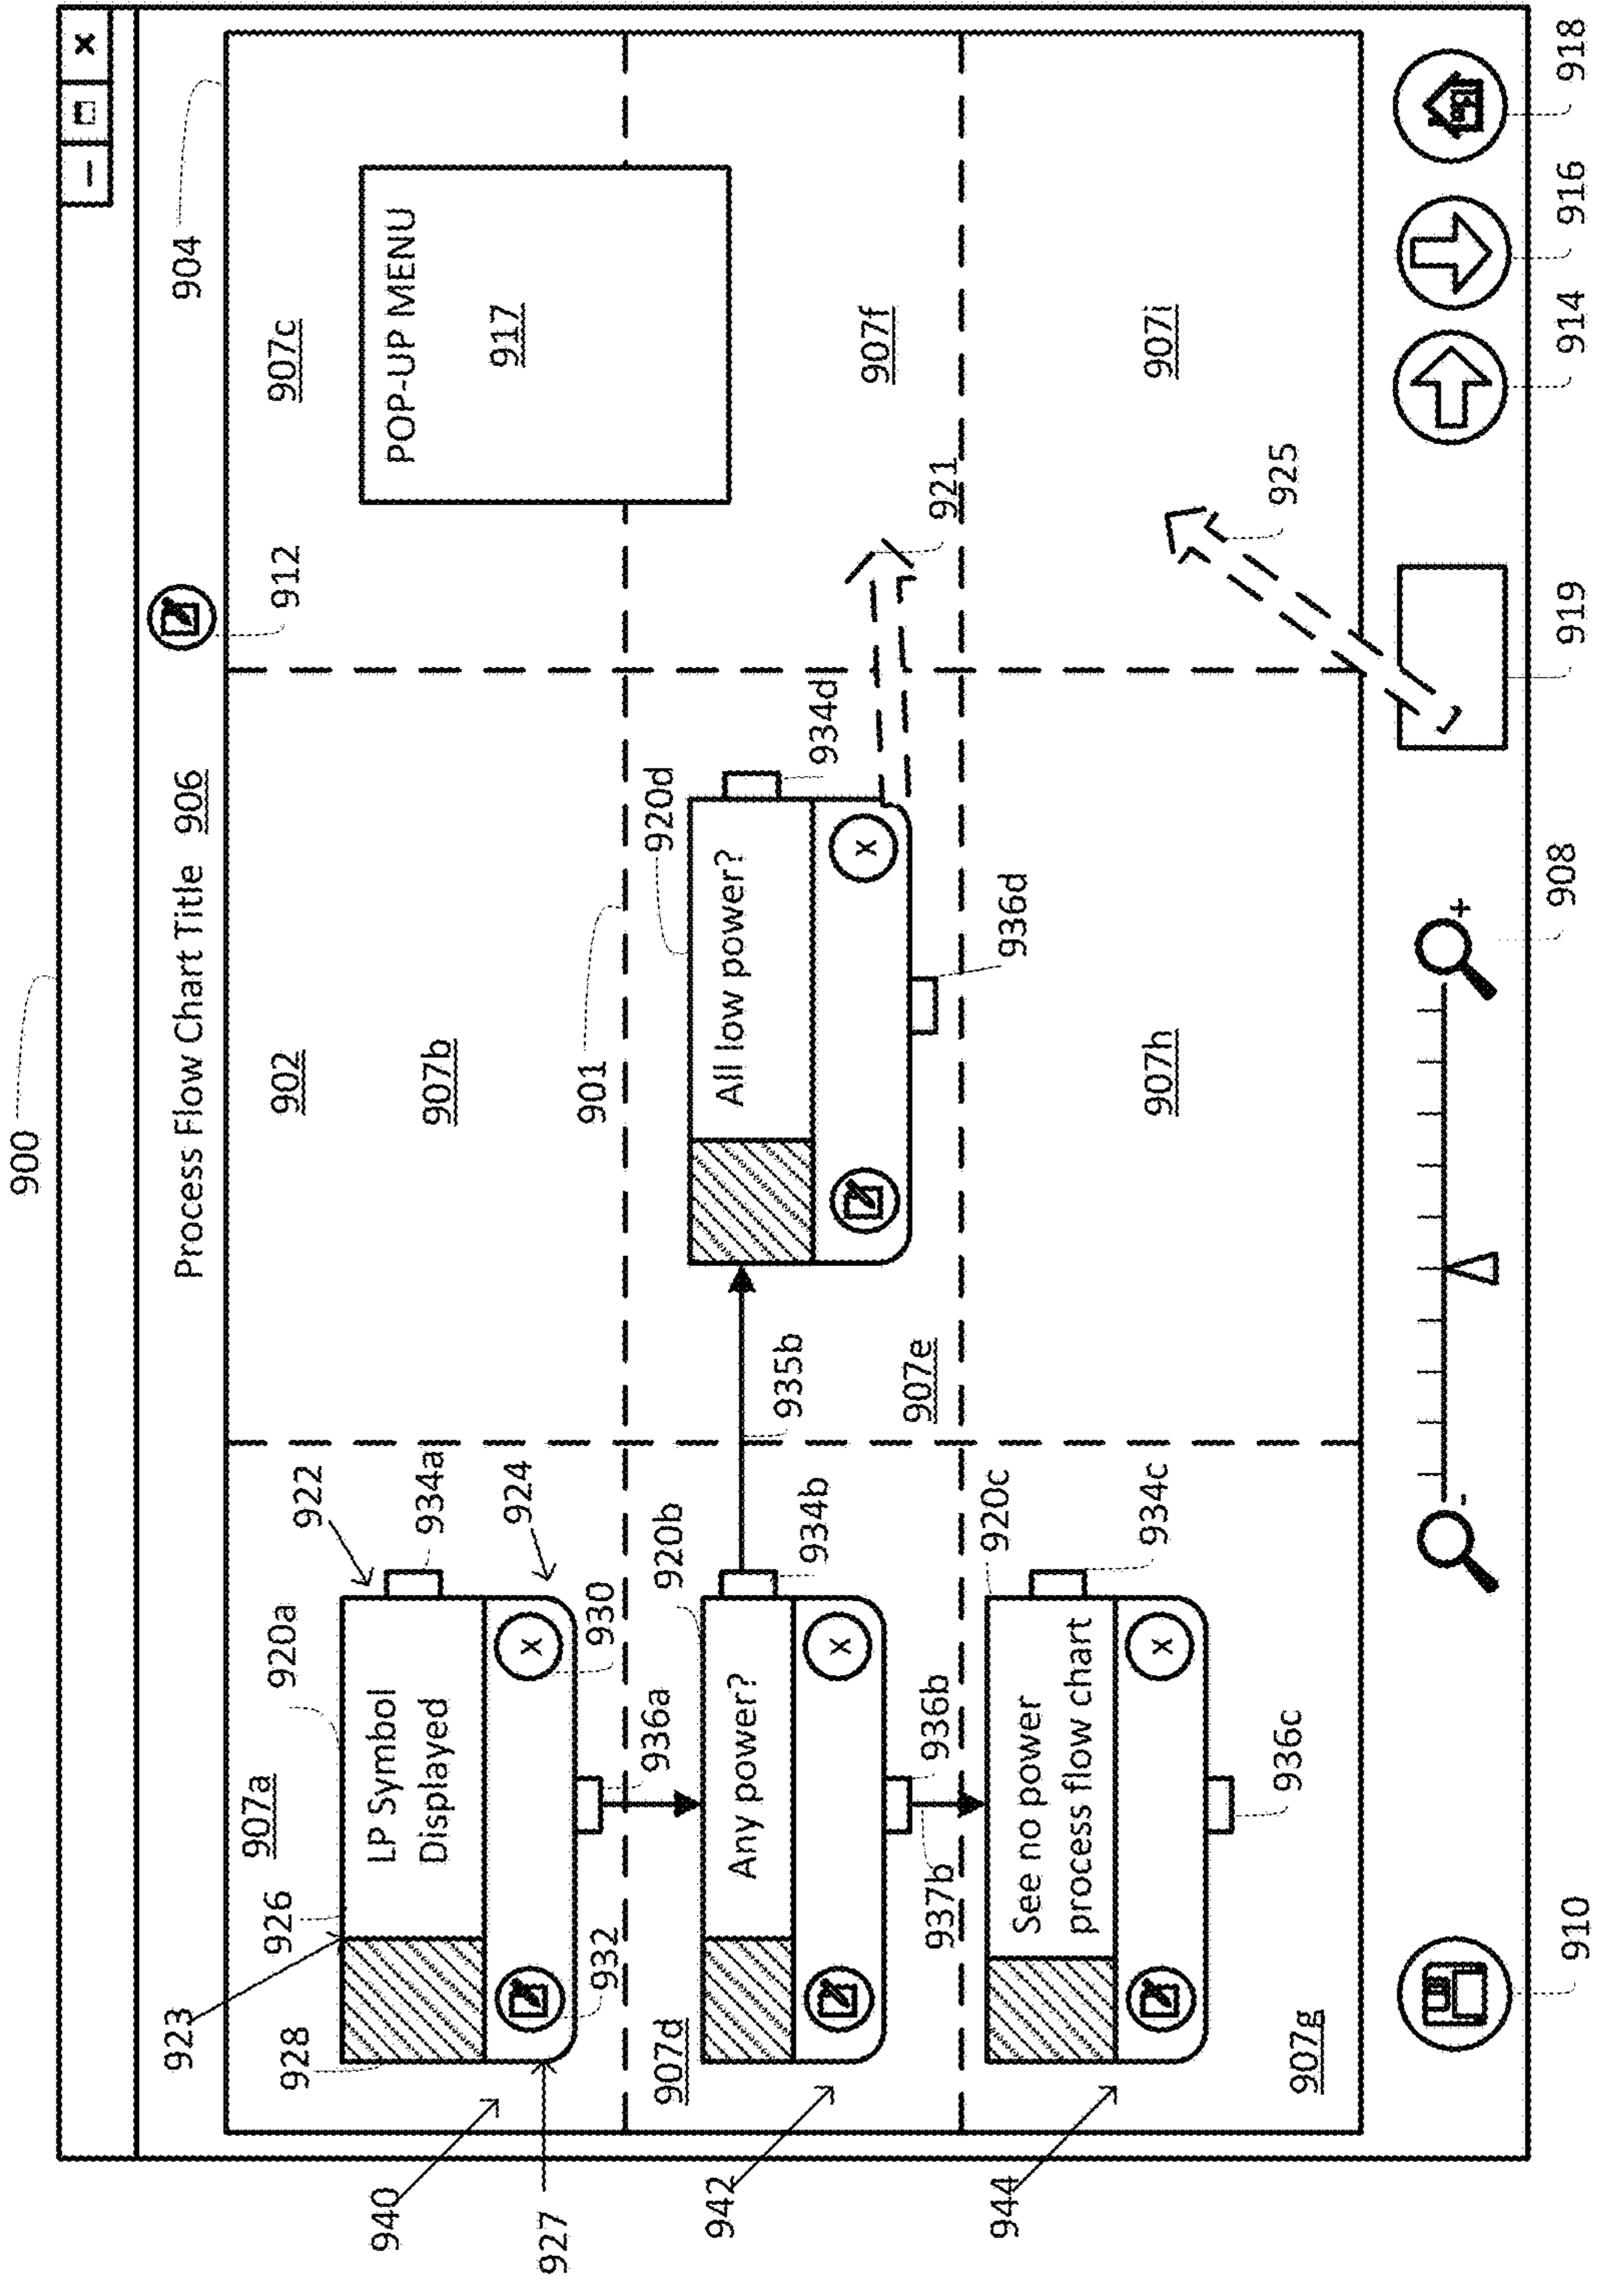 900
Process Flow Chart Title 906
912
904
– x
940
927
942
944
923
928
926
907a
920a
922
LP Symbol
Displayed
934a
x
924
930
932
936a
907d
920b
Any power?
934b
x
936b
937b
920c
See no power
process flow chart
934c
x
936c
907g
902
907b
901
920d
All low power?
934d
x
935b
907e
936d
907h
907c
POP-UP MENU
917
907f
921
907i
925
910
-
+
908
919
914
916
918